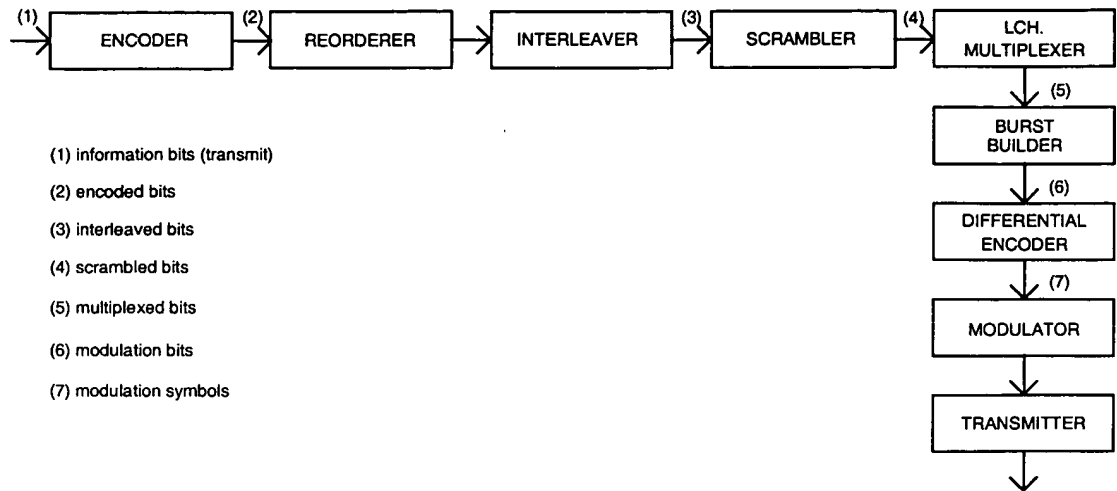 (1)
ENCODER
(2)
REORDERER
INTERLEAVER
(3)
SCRAMBLER
(4)
LCH.
MULTIPLEXER
(5)
BURST
BUILDER
(6)
DIFFERENTIAL
ENCODER
(7)
MODULATOR
TRANSMITTER
(1) information bits (transmit)
(2) encoded bits
(3) interleaved bits
(4) scrambled bits
(5) multiplexed bits
(6) modulation bits
(7) modulation symbols